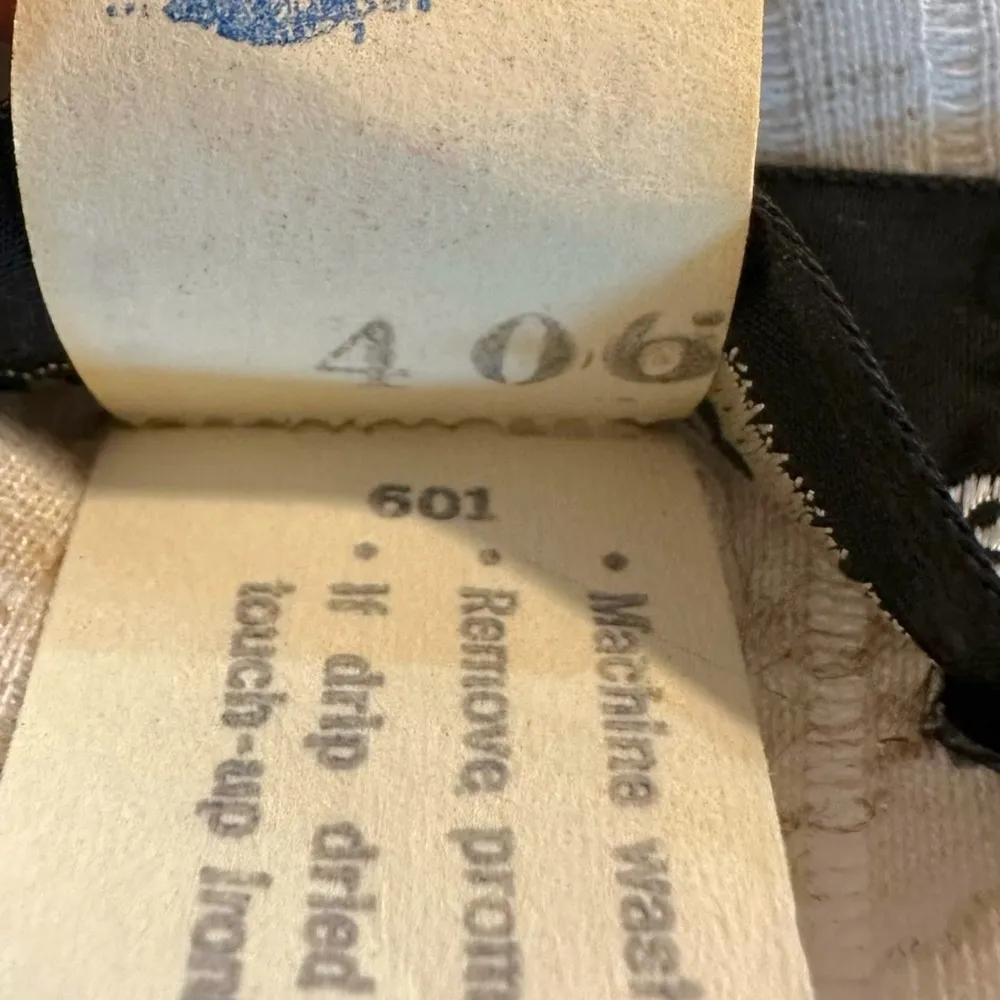 406
601
• Machine wash
• Remove prom
• If drip dried
touch-up iron